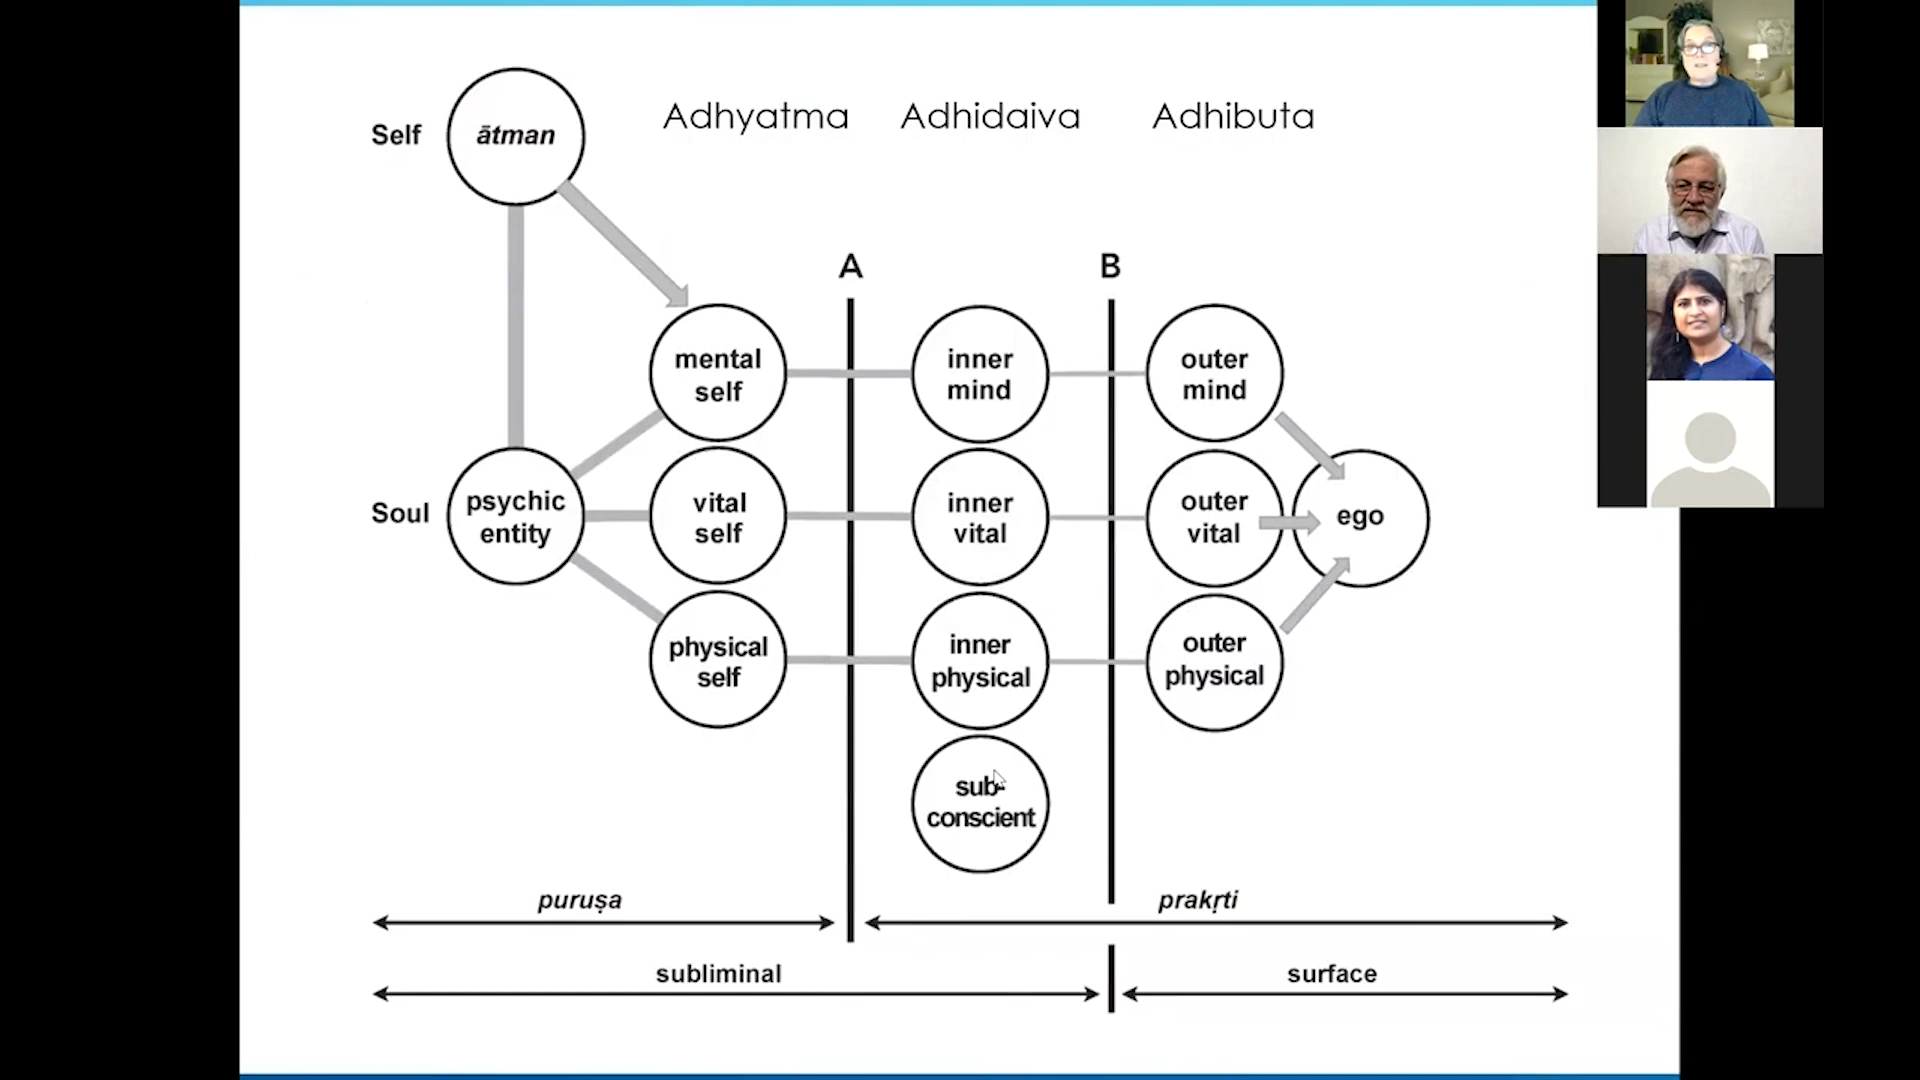 Self
ātman
Adhyatma
Adhidaiva
Adhibuta
A
B
mental
self
inner
mind
outer
mind
Soul
psychic
entity
vital
self
inner
vital
outer
vital
ego
physical
self
inner
physical
outer
physical
sub-
conscient
puruṣa
prakṛti
subliminal
surface